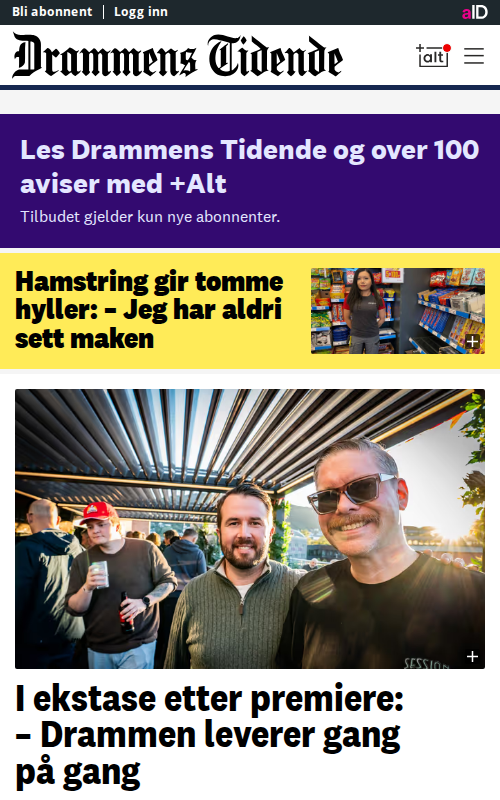 Bli abonnent | Logg inn
aID
Drammens Tidende
+alt
Les Drammens Tidende og over 100
aviser med +Alt
Tilbudet gjelder kun nye abonnenter.
Hamstring gir tomme
hyller: – Jeg har aldri
sett maken
SESSION
I ekstase etter premiere:
– Drammen leverer gang
på gang